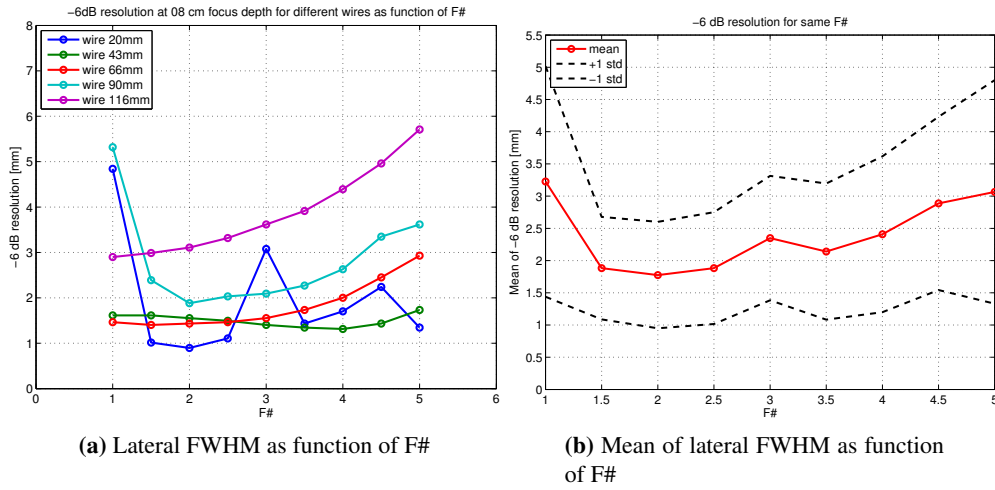 −6dB resolution at 08 cm focus depth for different wires as function of F#
8
7
6
5
4
3
2
1
0
−6 dB resolution [mm]
wire 20mm
wire 43mm
wire 66mm
wire 90mm
wire 116mm
0 1 2 3 4 5 6
F#
(a) Lateral FWHM as function of F#
−6 dB resolution for same F#
5.5
5
4.5
4
3.5
3
2.5
2
1.5
1
0.5
0
Mean of −6 dB resolution [mm]
mean
+1 std
−1 std
1 1.5 2 2.5 3 3.5 4 4.5 5
F#
(b) Mean of lateral FWHM as function
of F#